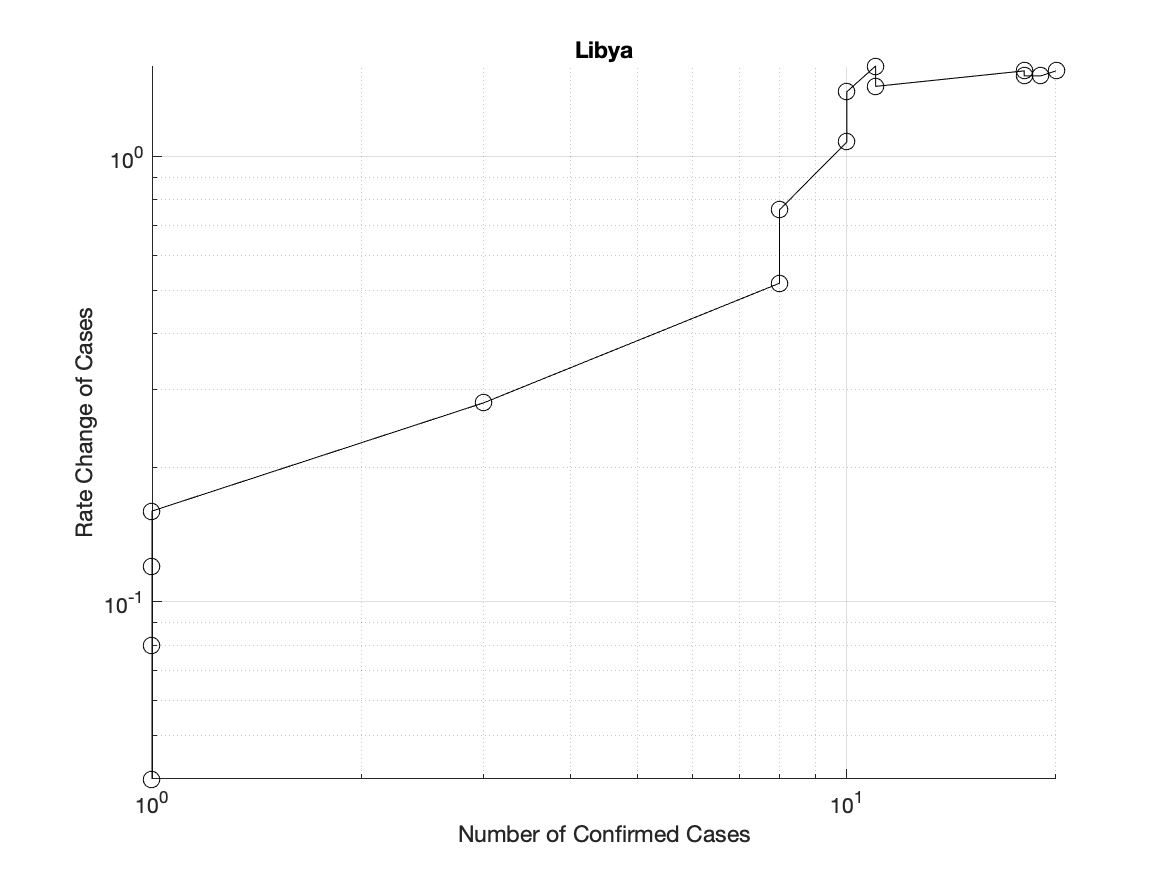 Libya
10^0
10^-1
Rate Change of Cases
10^0
10^1
Number of Confirmed Cases